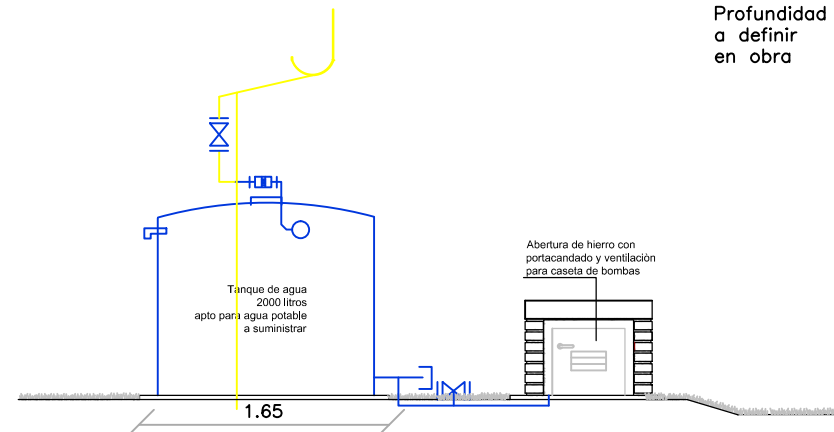 Profundidad
a definir
en obra
Abertura de hierro con
portacandado y ventilaciòn
para caseta de bombas
Tanque de agua
2000 litros
apto para agua potable
a suministrar
1.65